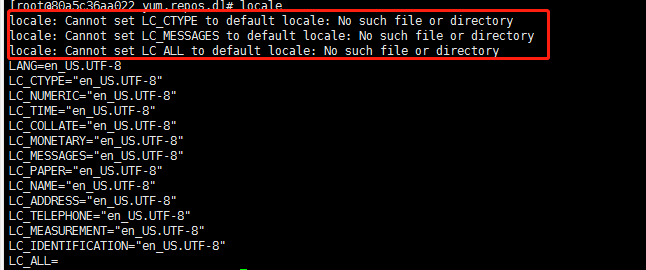 [root@80a5c36aa022 yum.repos.d]# locale
locale: Cannot set LC_CTYPE to default locale: No such file or directory
locale: Cannot set LC_MESSAGES to default locale: No such file or directory
locale: Cannot set LC_ALL to default locale: No such file or directory
LANG=en_US.UTF-8
LC_CTYPE="en_US.UTF-8"
LC_NUMERIC="en_US.UTF-8"
LC_TIME="en_US.UTF-8"
LC_COLLATE="en_US.UTF-8"
LC_MONETARY="en_US.UTF-8"
LC_MESSAGES="en_US.UTF-8"
LC_PAPER="en_US.UTF-8"
LC_NAME="en_US.UTF-8"
LC_ADDRESS="en_US.UTF-8"
LC_TELEPHONE="en_US.UTF-8"
LC_MEASUREMENT="en_US.UTF-8"
LC_IDENTIFICATION="en_US.UTF-8"
LC_ALL=